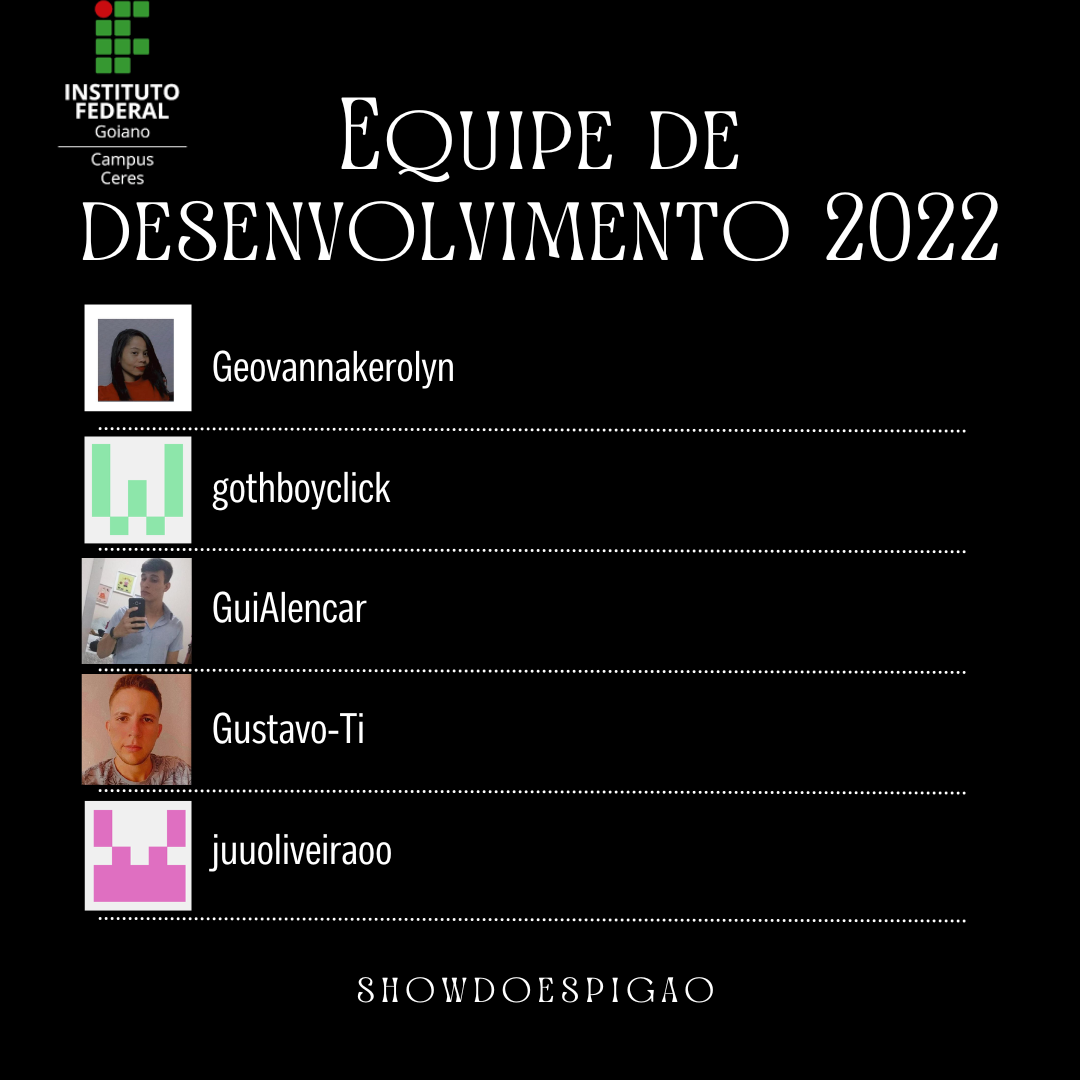 INSTITUTO
FEDERAL
Goiano
Campus
Ceres
EQUIPE DE
DESENVOLVIMENTO 2022
Geovannakerolyn
gothboyclick
GuiAlencar
Gustavo-Ti
juuoliveiraoo
SHOWDOESPIGAO